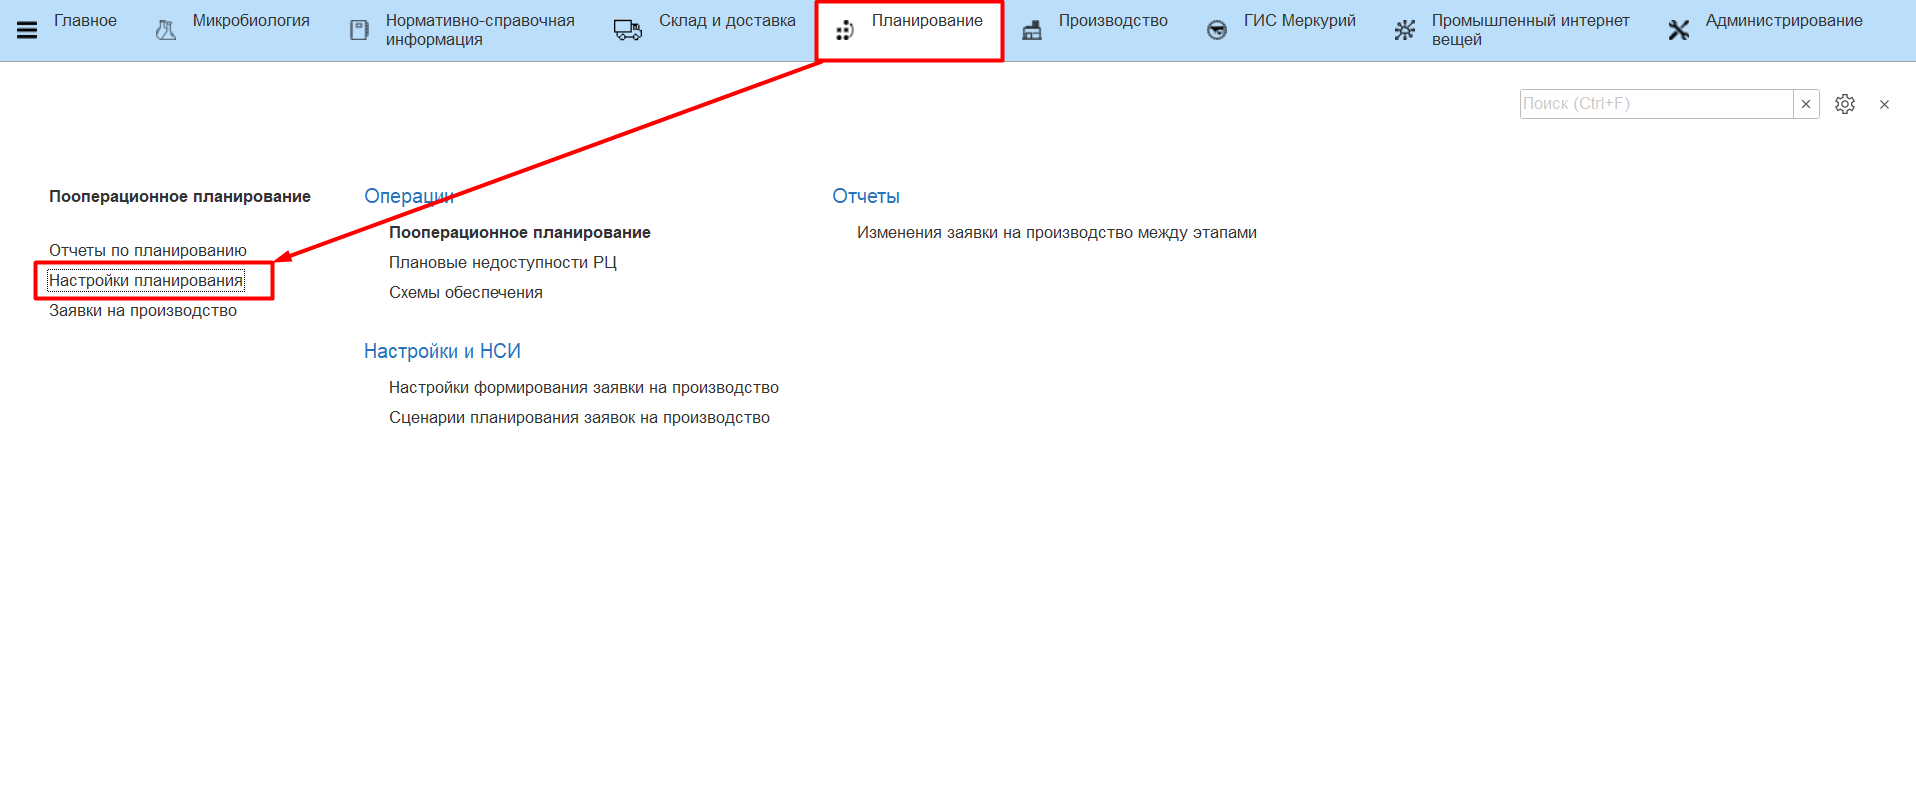 Главное
Микробиология
Нормативно-справочная
информация
Склад и доставка
Планирование
Производство
ГИС Меркурий
Промышленный интернет
вещей
Администрирование
Поиск (Ctrl+F)
Пооперационное планирование
Отчеты по планированию
Настройки планирования
Заявки на производство
Операции
Пооперационное планирование
Плановые недоступности РЦ
Схемы обеспечения
Настройки и НСИ
Настройки формирования заявки на производство
Сценарии планирования заявок на производство
Отчеты
Изменения заявки на производство между этапами